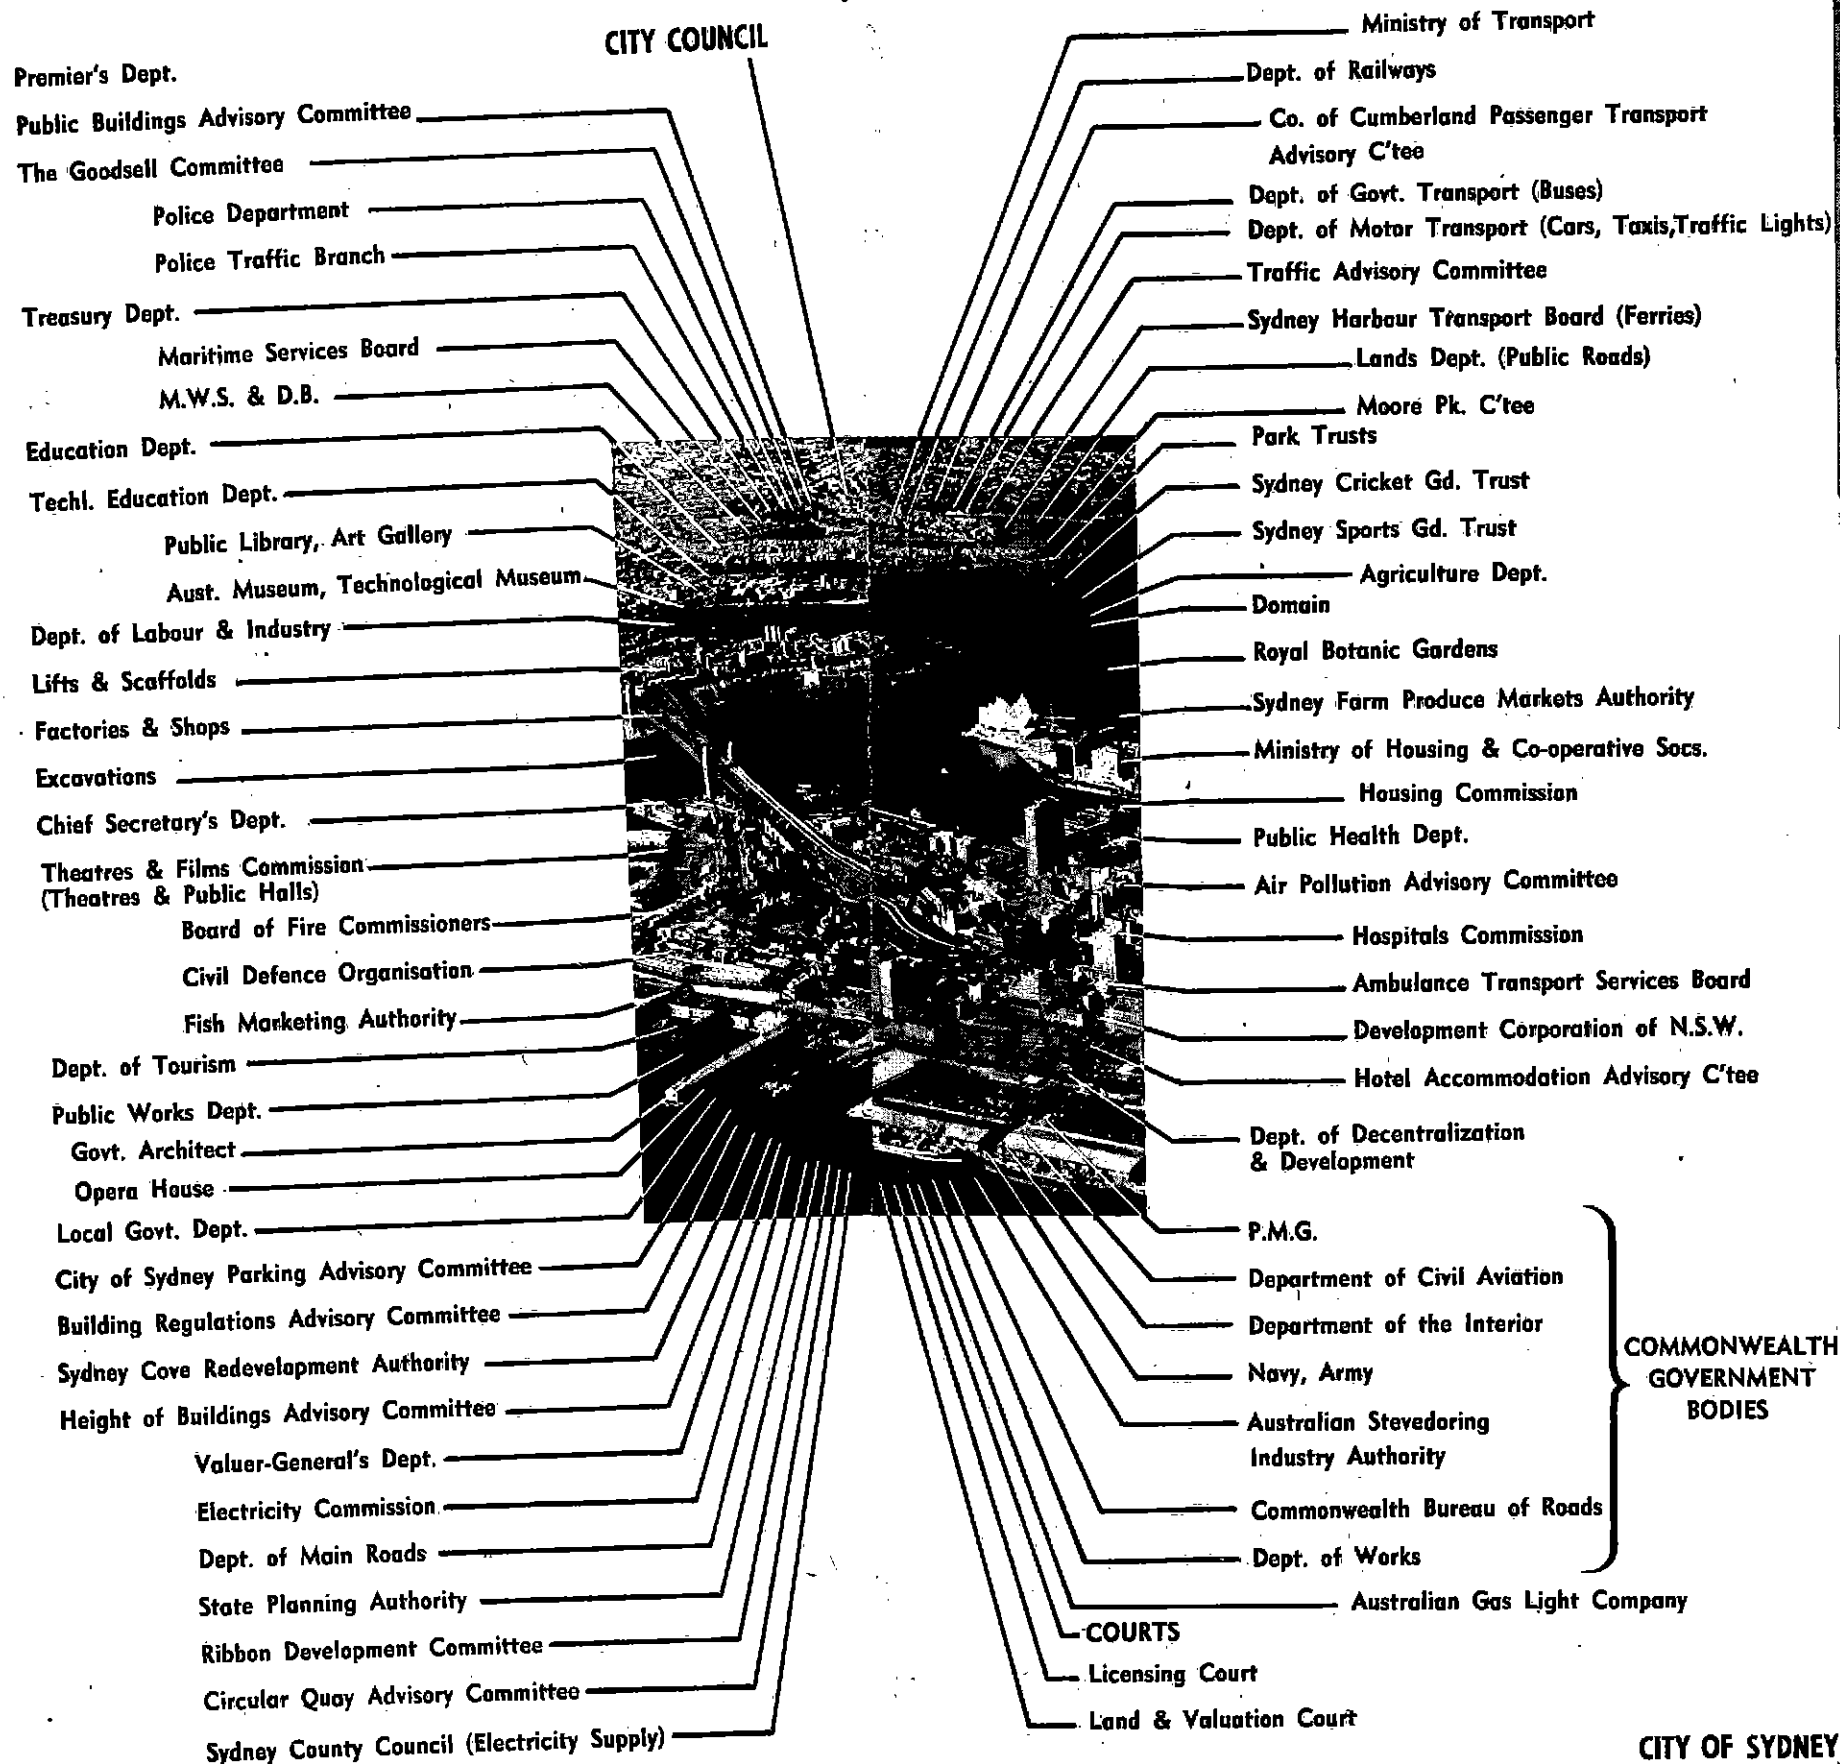 CITY COUNCIL
Premier's Dept.
Public Buildings Advisory Committee
The Goodsell Committee
Police Department
Police Traffic Branch
Treasury Dept.
Maritime Services Board
M.W.S. & D.B.
Education Dept.
Techl. Education Dept.
Public Library, Art Gallery
Aust. Museum, Technological Museum
Dept. of Labour & Industry
Lifts & Scaffolds
Factories & Shops
Excavations
Chief Secretary's Dept.
Theatres & Films Commission
(Theatres & Public Halls)
Board of Fire Commissioners
Civil Defence Organisation
Fish Marketing Authority
Dept. of Tourism
Public Works Dept.
Govt. Architect
Opera House
Local Govt. Dept.
City of Sydney Parking Advisory Committee
Building Regulations Advisory Committee
Sydney Cove Redevelopment Authority
Height of Buildings Advisory Committee
Valuer-General's Dept.
Electricity Commission
Dept. of Main Roads
State Planning Authority
Ribbon Development Committee
Circular Quay Advisory Committee
Sydney County Council (Electricity Supply)
Ministry of Transport
Dept. of Railways
Co. of Cumberland Passenger Transport
Advisory C'tee
Dept. of Govt. Transport (Buses)
Dept. of Motor Transport (Cars, Taxis,Traffic Lights)
Traffic Advisory Committee
Sydney Harbour Transport Board (Ferries)
Lands Dept. (Public Roads)
Moore Pk. C'tee
Park Trusts
Sydney Cricket Gd. Trust
Sydney Sports Gd. Trust
Agriculture Dept.
Domain
Royal Botanic Gardens
Sydney Farm Produce Markets Authority
Ministry of Housing & Co-operative Socs.
Housing Commission
Public Health Dept.
Air Pollution Advisory Committee
Hospitals Commission
Ambulance Transport Services Board
Development Corporation of N.S.W.
Hotel Accommodation Advisory C'tee
Dept. of Decentralization
& Development
P.M.G.
Department of Civil Aviation
Department of the Interior
Navy, Army
Australian Stevedoring
Industry Authority
Commonwealth Bureau of Roads
Dept. of Works
COMMONWEALTH
GOVERNMENT
BODIES
Australian Gas Light Company
COURTS
Licensing Court
Land & Valuation Court
CITY OF SYDNEY